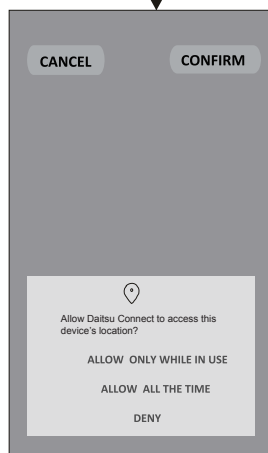 CANCEL CONFIRM
Allow Daitsu Connect to access this
device's location?
ALLOW ONLY WHILE IN USE
ALLOW ALL THE TIME
DENY